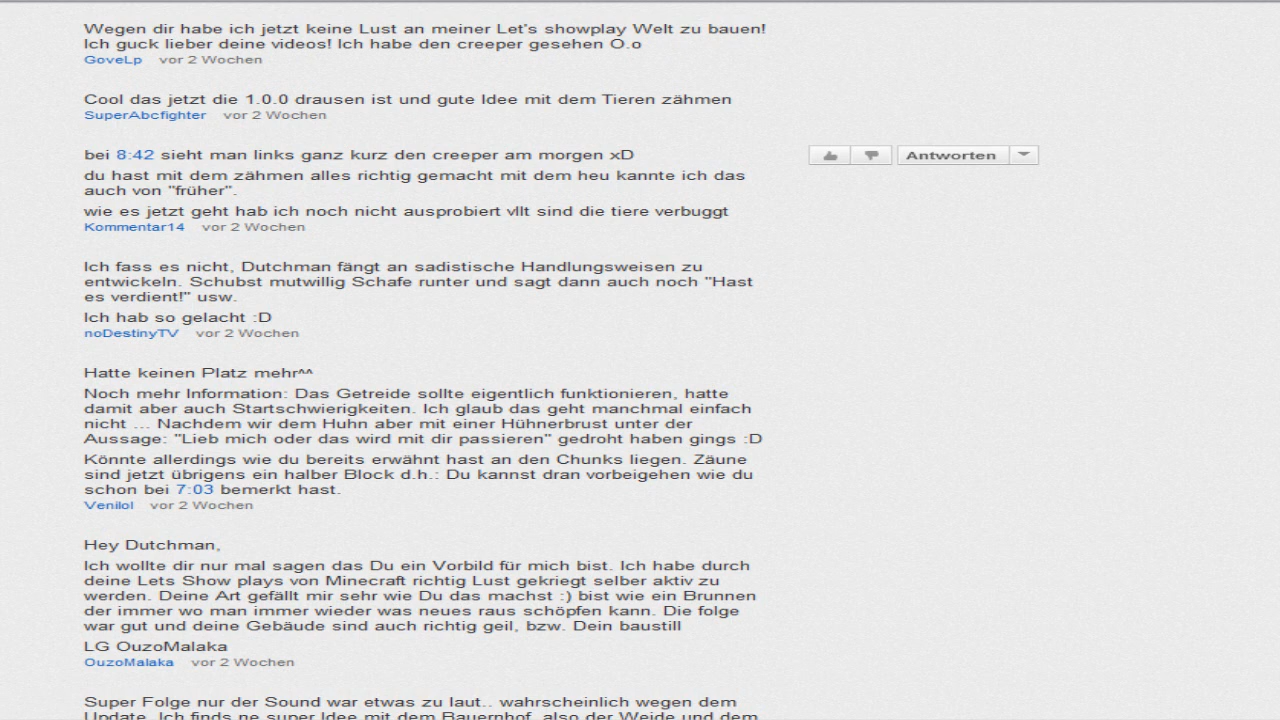 Wegen dir habe ich jetzt keine Lust an meiner Let's showplay Welt zu bauen!
Ich guck lieber deine videos! Ich habe den creeper gesehen O.o
GoveLp vor 2 Wochen
Cool das jetzt die 1.0.0 drausen ist und gute Idee mit dem Tieren zähmen
SuperAbcfighter vor 2 Wochen
bei 8:42 sieht man links ganz kurz den creeper am morgen xD
Antworten
du hast mit dem zähmen alles richtig gemacht mit dem heu kannte ich das
auch von "früher".
wie es jetzt geht hab ich noch nicht ausprobiert vllt sind die tiere verbuggt
Kommentar14 vor 2 Wochen
Ich fass es nicht, Dutchman fängt an sadistische Handlungsweisen zu
entwickeln. Schubst mutwillig Schafe runter und sagt dann auch noch "Hast
es verdient!" usw.
Ich hab so gelacht :D
noDestinyTV vor 2 Wochen
Hatte keinen Platz mehr^^
Noch mehr Information: Das Getreide sollte eigentlich funktionieren, hatte
damit aber auch Startschwierigkeiten. Ich glaub das geht manchmal einfach
nicht ... Nachdem wir dem Huhn aber mit einer Hühnerbrust unter der
Aussage: "Lieb mich oder das wird mit dir passieren" gedroht haben gings :D
Könnte allerdings wie du bereits erwähnt hast an den Chunks liegen. Zäune
sind jetzt übrigens ein halber Block d.h.: Du kannst dran vorbeigehen wie du
schon bei 7:03 bemerkt hast.
Venilol vor 2 Wochen
Hey Dutchman,
Ich wollte dir nur mal sagen das Du ein Vorbild für mich bist. Ich habe durch
deine Lets Show plays von Minecraft richtig Lust gekriegt selber aktiv zu
werden. Deine Art gefällt mir sehr wie Du das machst :) bist wie ein Brunnen
der immer wo man immer wieder was neues raus schöpfen kann. Die folge
war gut und deine Gebäude sind auch richtig geil, bzw. Dein baustill
LG OuzoMalaka
OuzoMalaka vor 2 Wochen
Super Folge nur der Sound war etwas zu laut.. wahrscheinlich wegen dem
Update. Ich finds ne super Idee mit dem Bauernhof, also der Weide und dem